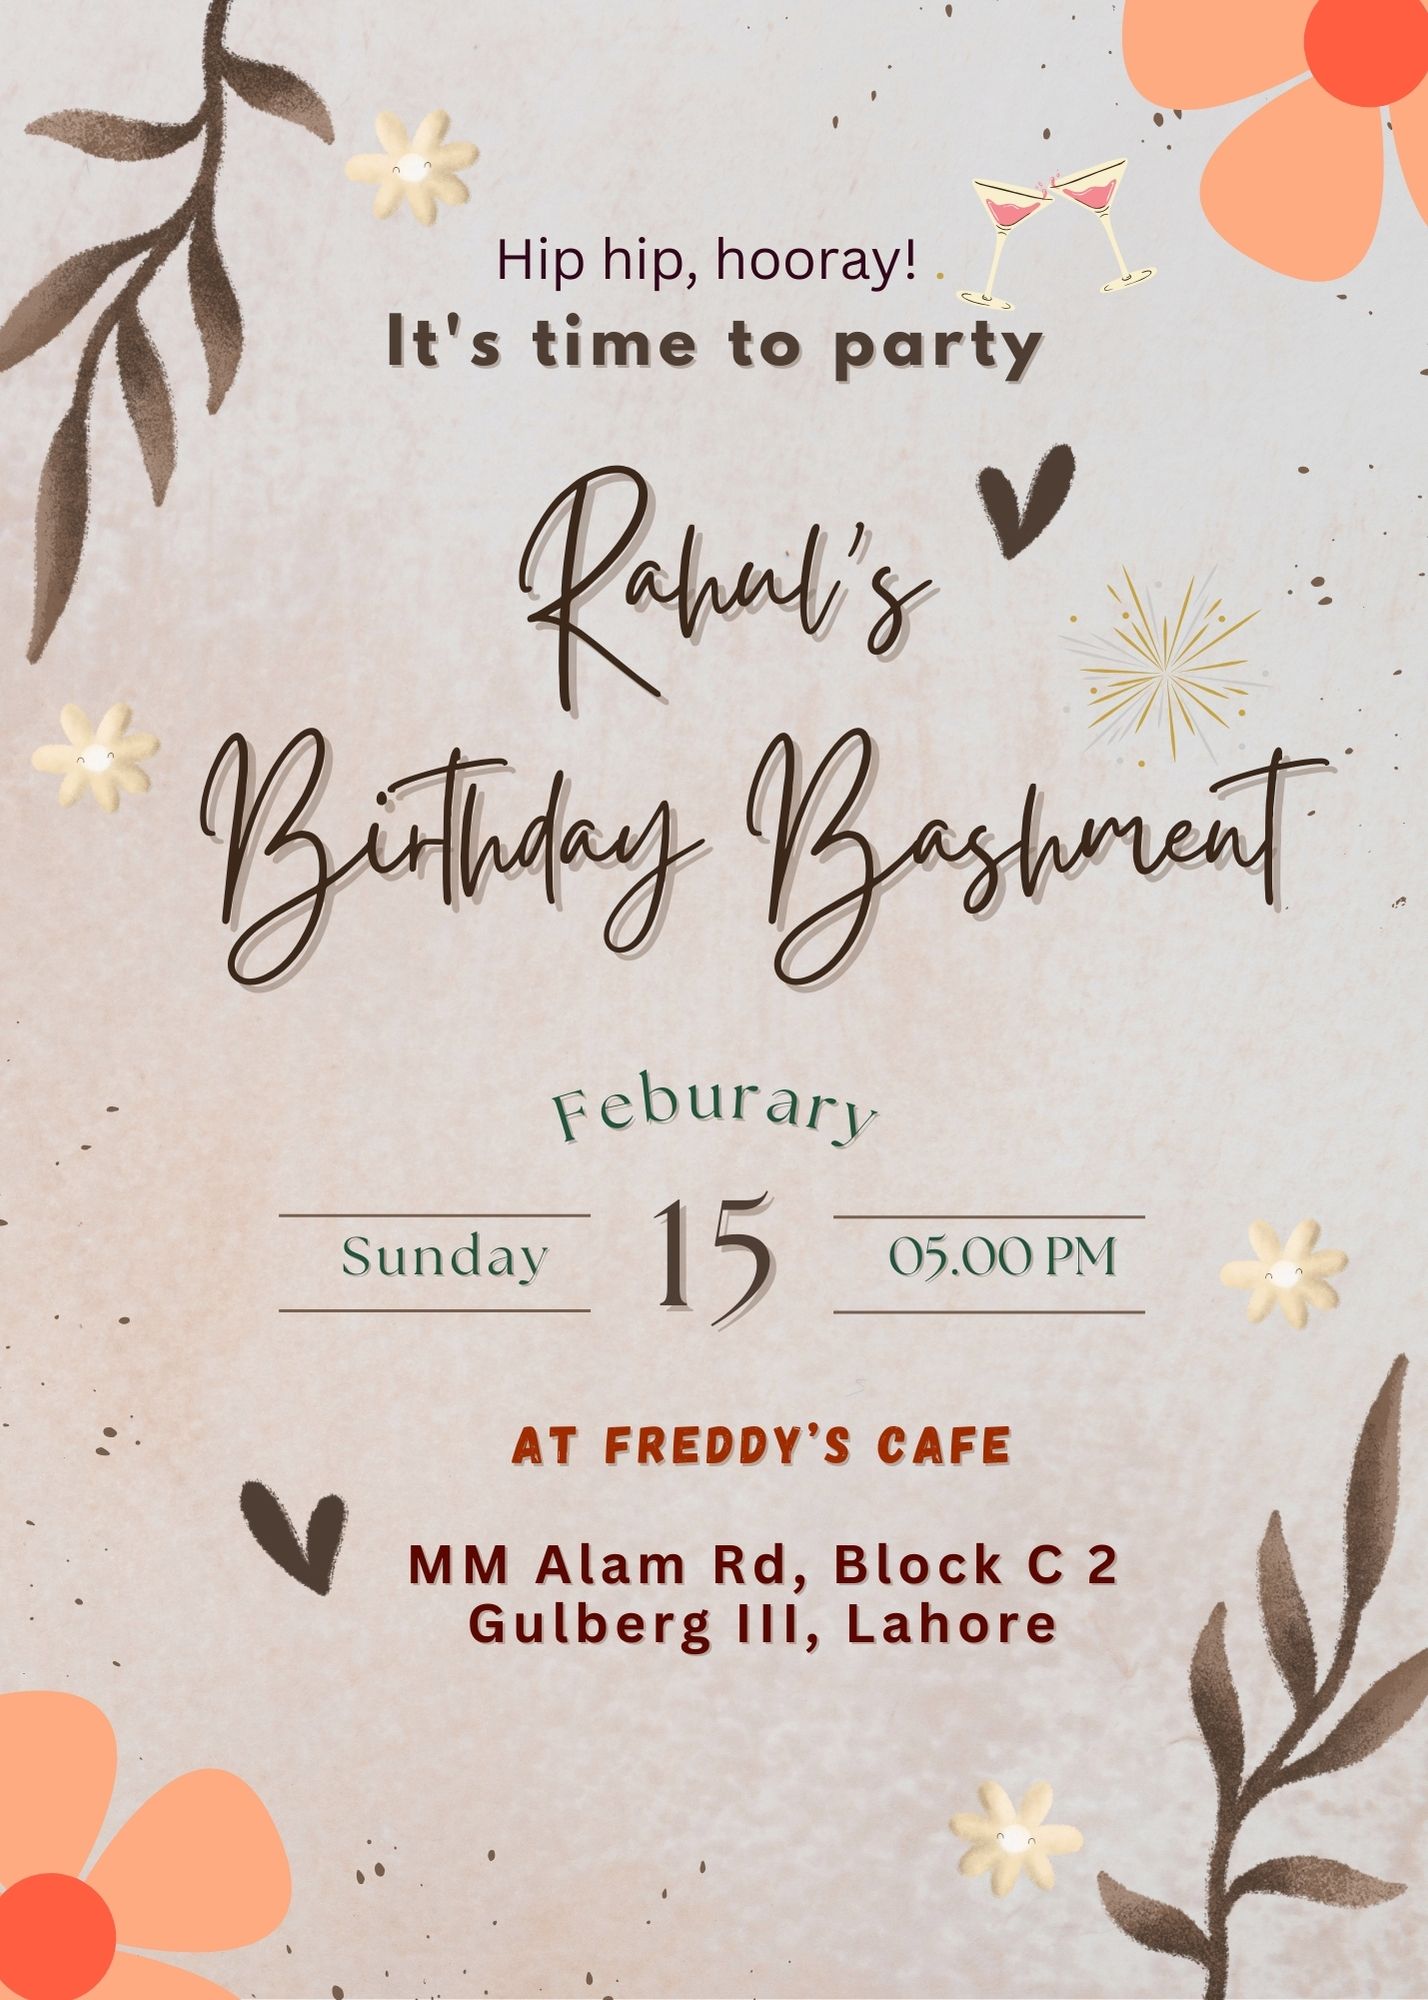 Hip hip, hooray!
It's time to party
Rahul's
Birthday Bashment
Feburary
Sunday
15
05.00 PM
AT FREDDY'S CAFE
MM Alam Rd, Block C 2
Gulberg III, Lahore